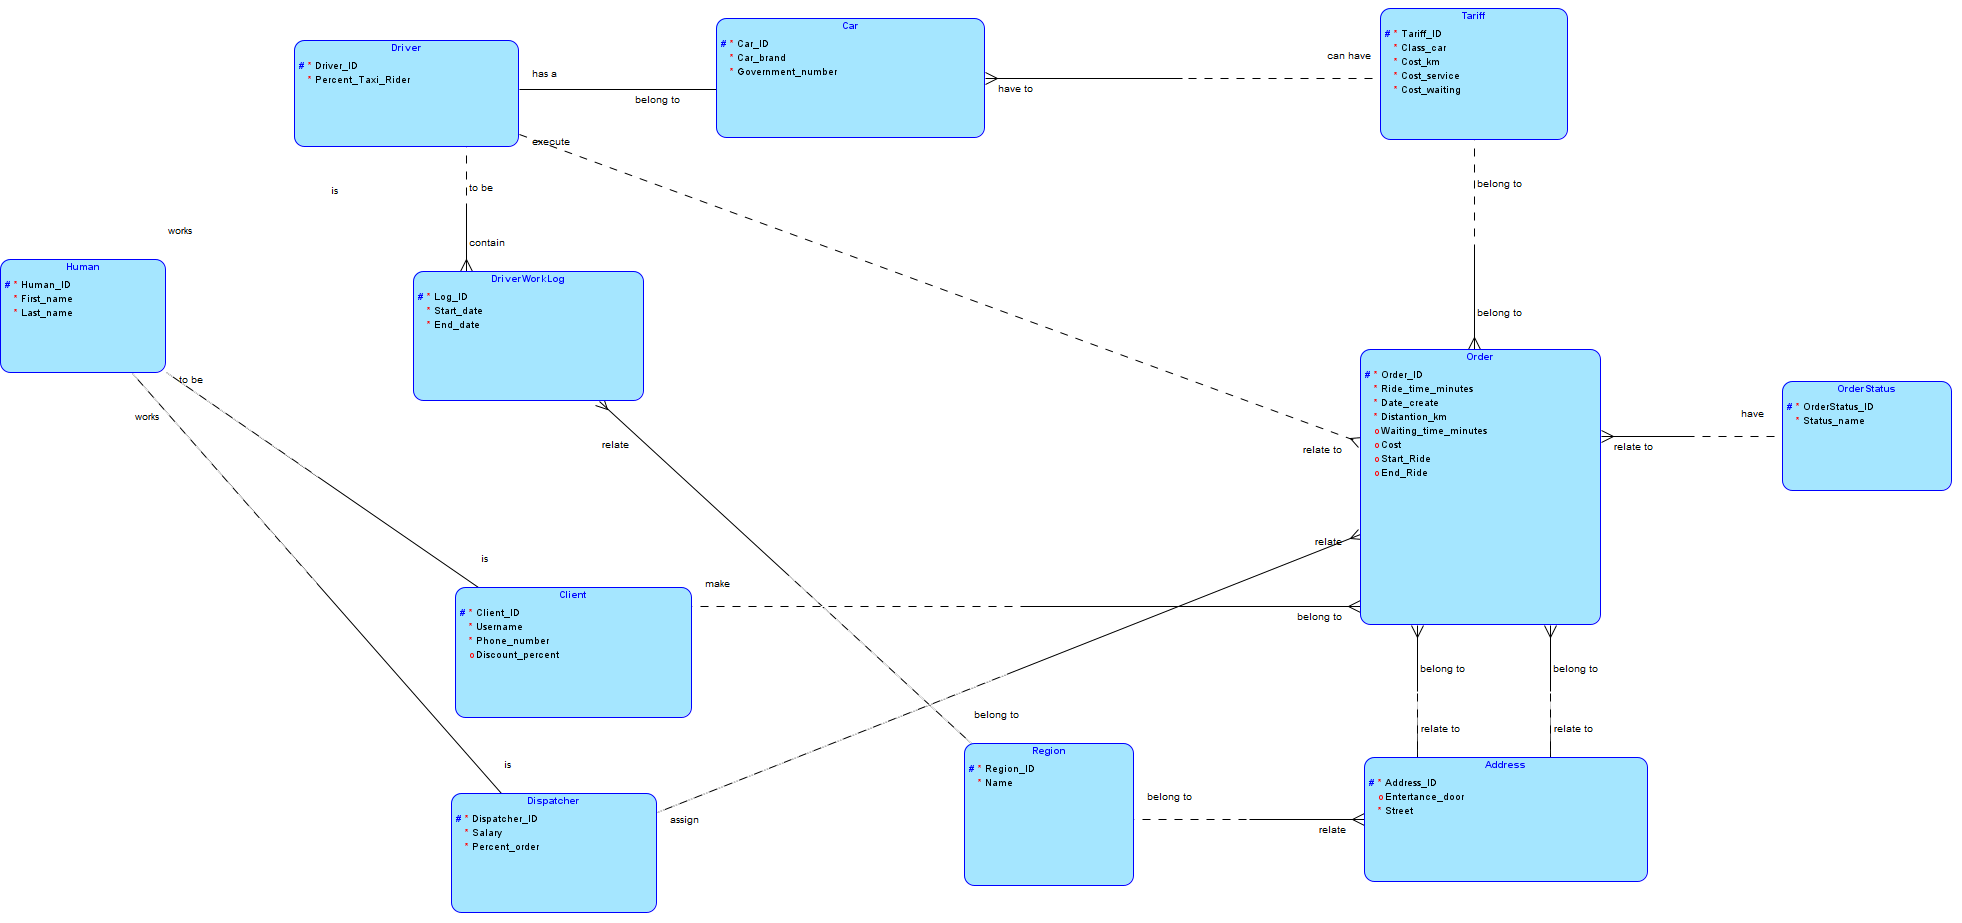 Driver
# * Driver_ID
* Percent_Taxi_Rider
has a
belong to
Car
# * Car_ID
* Car_brand
* Government_number
have to
can have
Tariff
# * Tariff_ID
* Class_car
* Cost_km
* Cost_service
* Cost_waiting
execute
to be
contain
is
works
belong to
belong to
Human
# * Human_ID
* First_name
* Last_name
to be
works
DriverWorkLog
# * Log_ID
* Start_date
* End_date
relate
relate to
Order
# * Order_ID
* Ride_time_minutes
* Date_create
* Distantion_km
o Waiting_time_minutes
o Cost
o Start_Ride
o End_Ride
relate to
have
OrderStatus
# * OrderStatus_ID
* Status_name
relate
is
Client
# * Client_ID
* Username
* Phone_number
o Discount_percent
make
belong to
belong to
belong to
relate to
relate to
is
Dispatcher
# * Dispatcher_ID
* Salary
* Percent_order
assign
belong to
Region
# * Region_ID
* Name
belong to
relate
Address
# * Address_ID
o Entertance_door
* Street